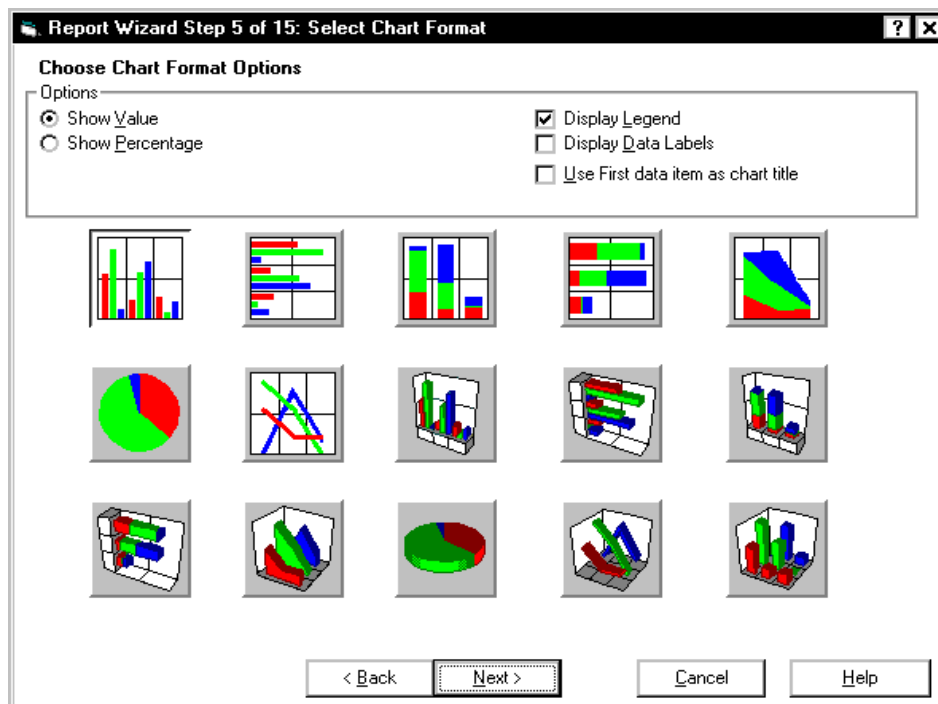 Report Wizard Step 5 of 15: Select Chart Format
Choose Chart Format Options
Options
Show Value
Show Percentage
Display Legend
Display Data Labels
Use First data item as chart title
< Back
Next >
Cancel
Help